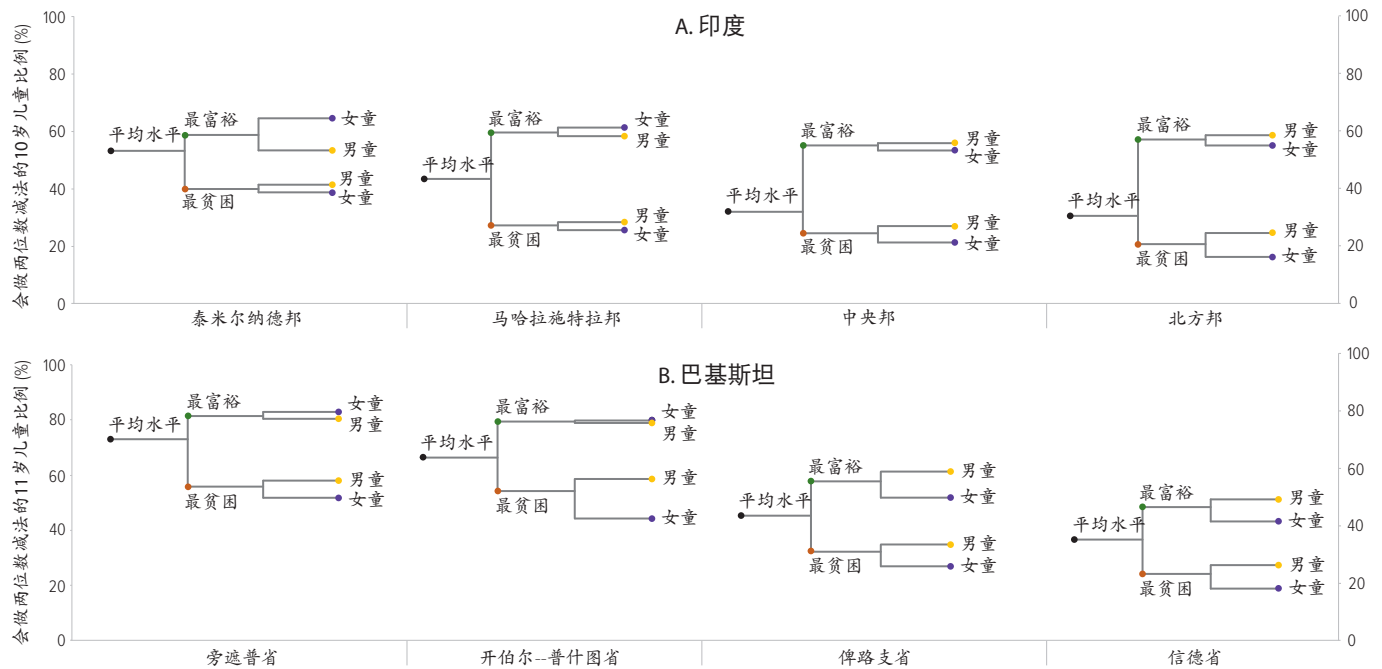 A. 印度
会做两位数减法的10岁儿童比例 (%)
100
80
60
40
20
0
平均水平
最富裕
女童
男童
最贫困
男童
女童
平均水平
最富裕
女童
男童
最贫困
男童
女童
平均水平
最富裕
男童
女童
最贫困
男童
女童
平均水平
最富裕
男童
女童
最贫困
男童
女童
100
80
60
40
20
0
泰米尔纳德邦
马哈拉施特拉邦
中央邦
北方邦
B. 巴基斯坦
会做两位数减法的11岁儿童比例 (%)
100
80
60
40
20
0
平均水平
最富裕
女童
男童
最贫困
男童
女童
平均水平
最富裕
女童
男童
最贫困
男童
女童
平均水平
最富裕
男童
女童
最贫困
男童
女童
平均水平
最富裕
男童
女童
最贫困
男童
女童
100
80
60
40
20
0
旁遮普省
开伯尔--普什图省
俾路支省
信德省